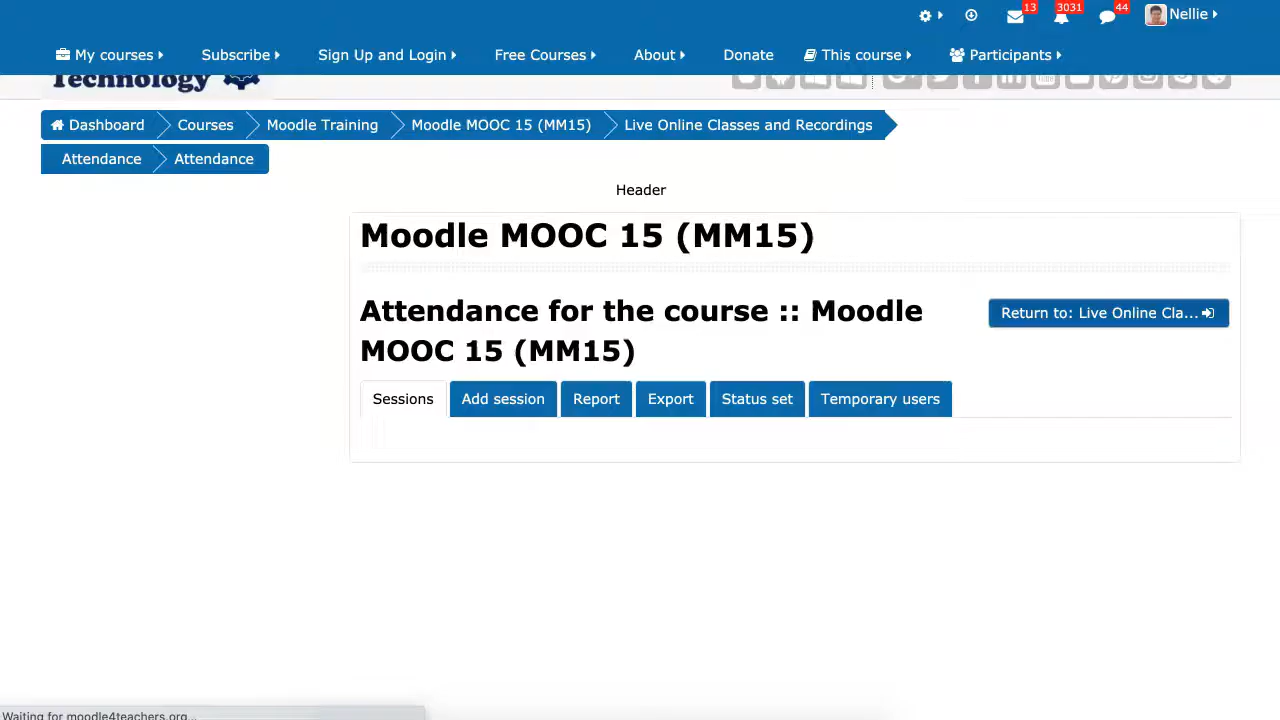 13 3031 44 Nellie
My courses Subscribe Sign Up and Login Free Courses About Donate This course Participants
Technology
Dashboard Courses Moodle Training Moodle MOOC 15 (MM15) Live Online Classes and Recordings
Attendance Attendance
Header
Moodle MOOC 15 (MM15)
Attendance for the course :: Moodle
MOOC 15 (MM15)
Return to: Live Online Cla...
Sessions Add session Report Export Status set Temporary users
Waiting for moodle4teachers.org...